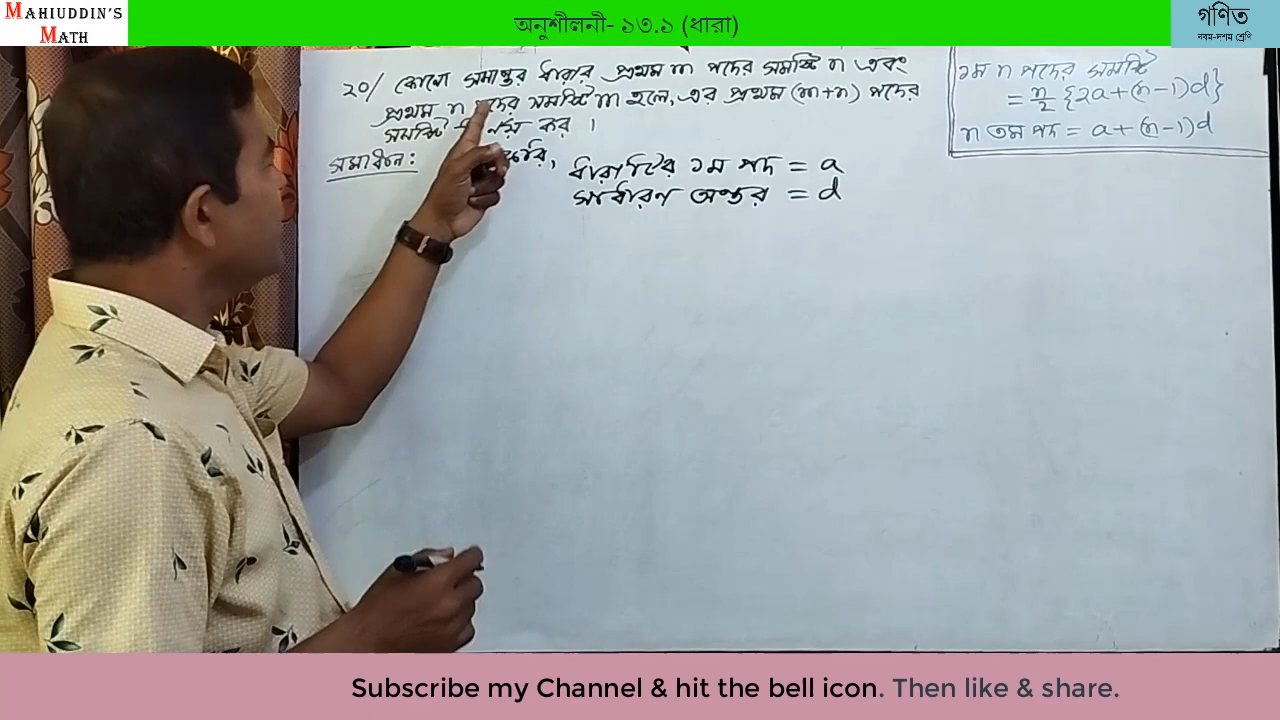 MAHIUDDIN'S
MATH
অনুশীলনী- ১৩.১ (ধারা)
গণিত
নবম-দশম শ্রেণি
২০/ কোনো সমান্তর ধারার প্রথম m পদের সমষ্টি n এবং
প্রথম n পদের সমষ্টি m হলে, এর প্রথম (m+n) পদের
সমষ্টি কর ।
১ম n পদের সমষ্টি
= n/2 {2a+(n-1)d}
n তম পদ = a+(n-1)d
সমাধান:
ধারাটির ১ম পদ = a
সাধারণ অন্তর = d
Subscribe my Channel & hit the bell icon. Then like & share.